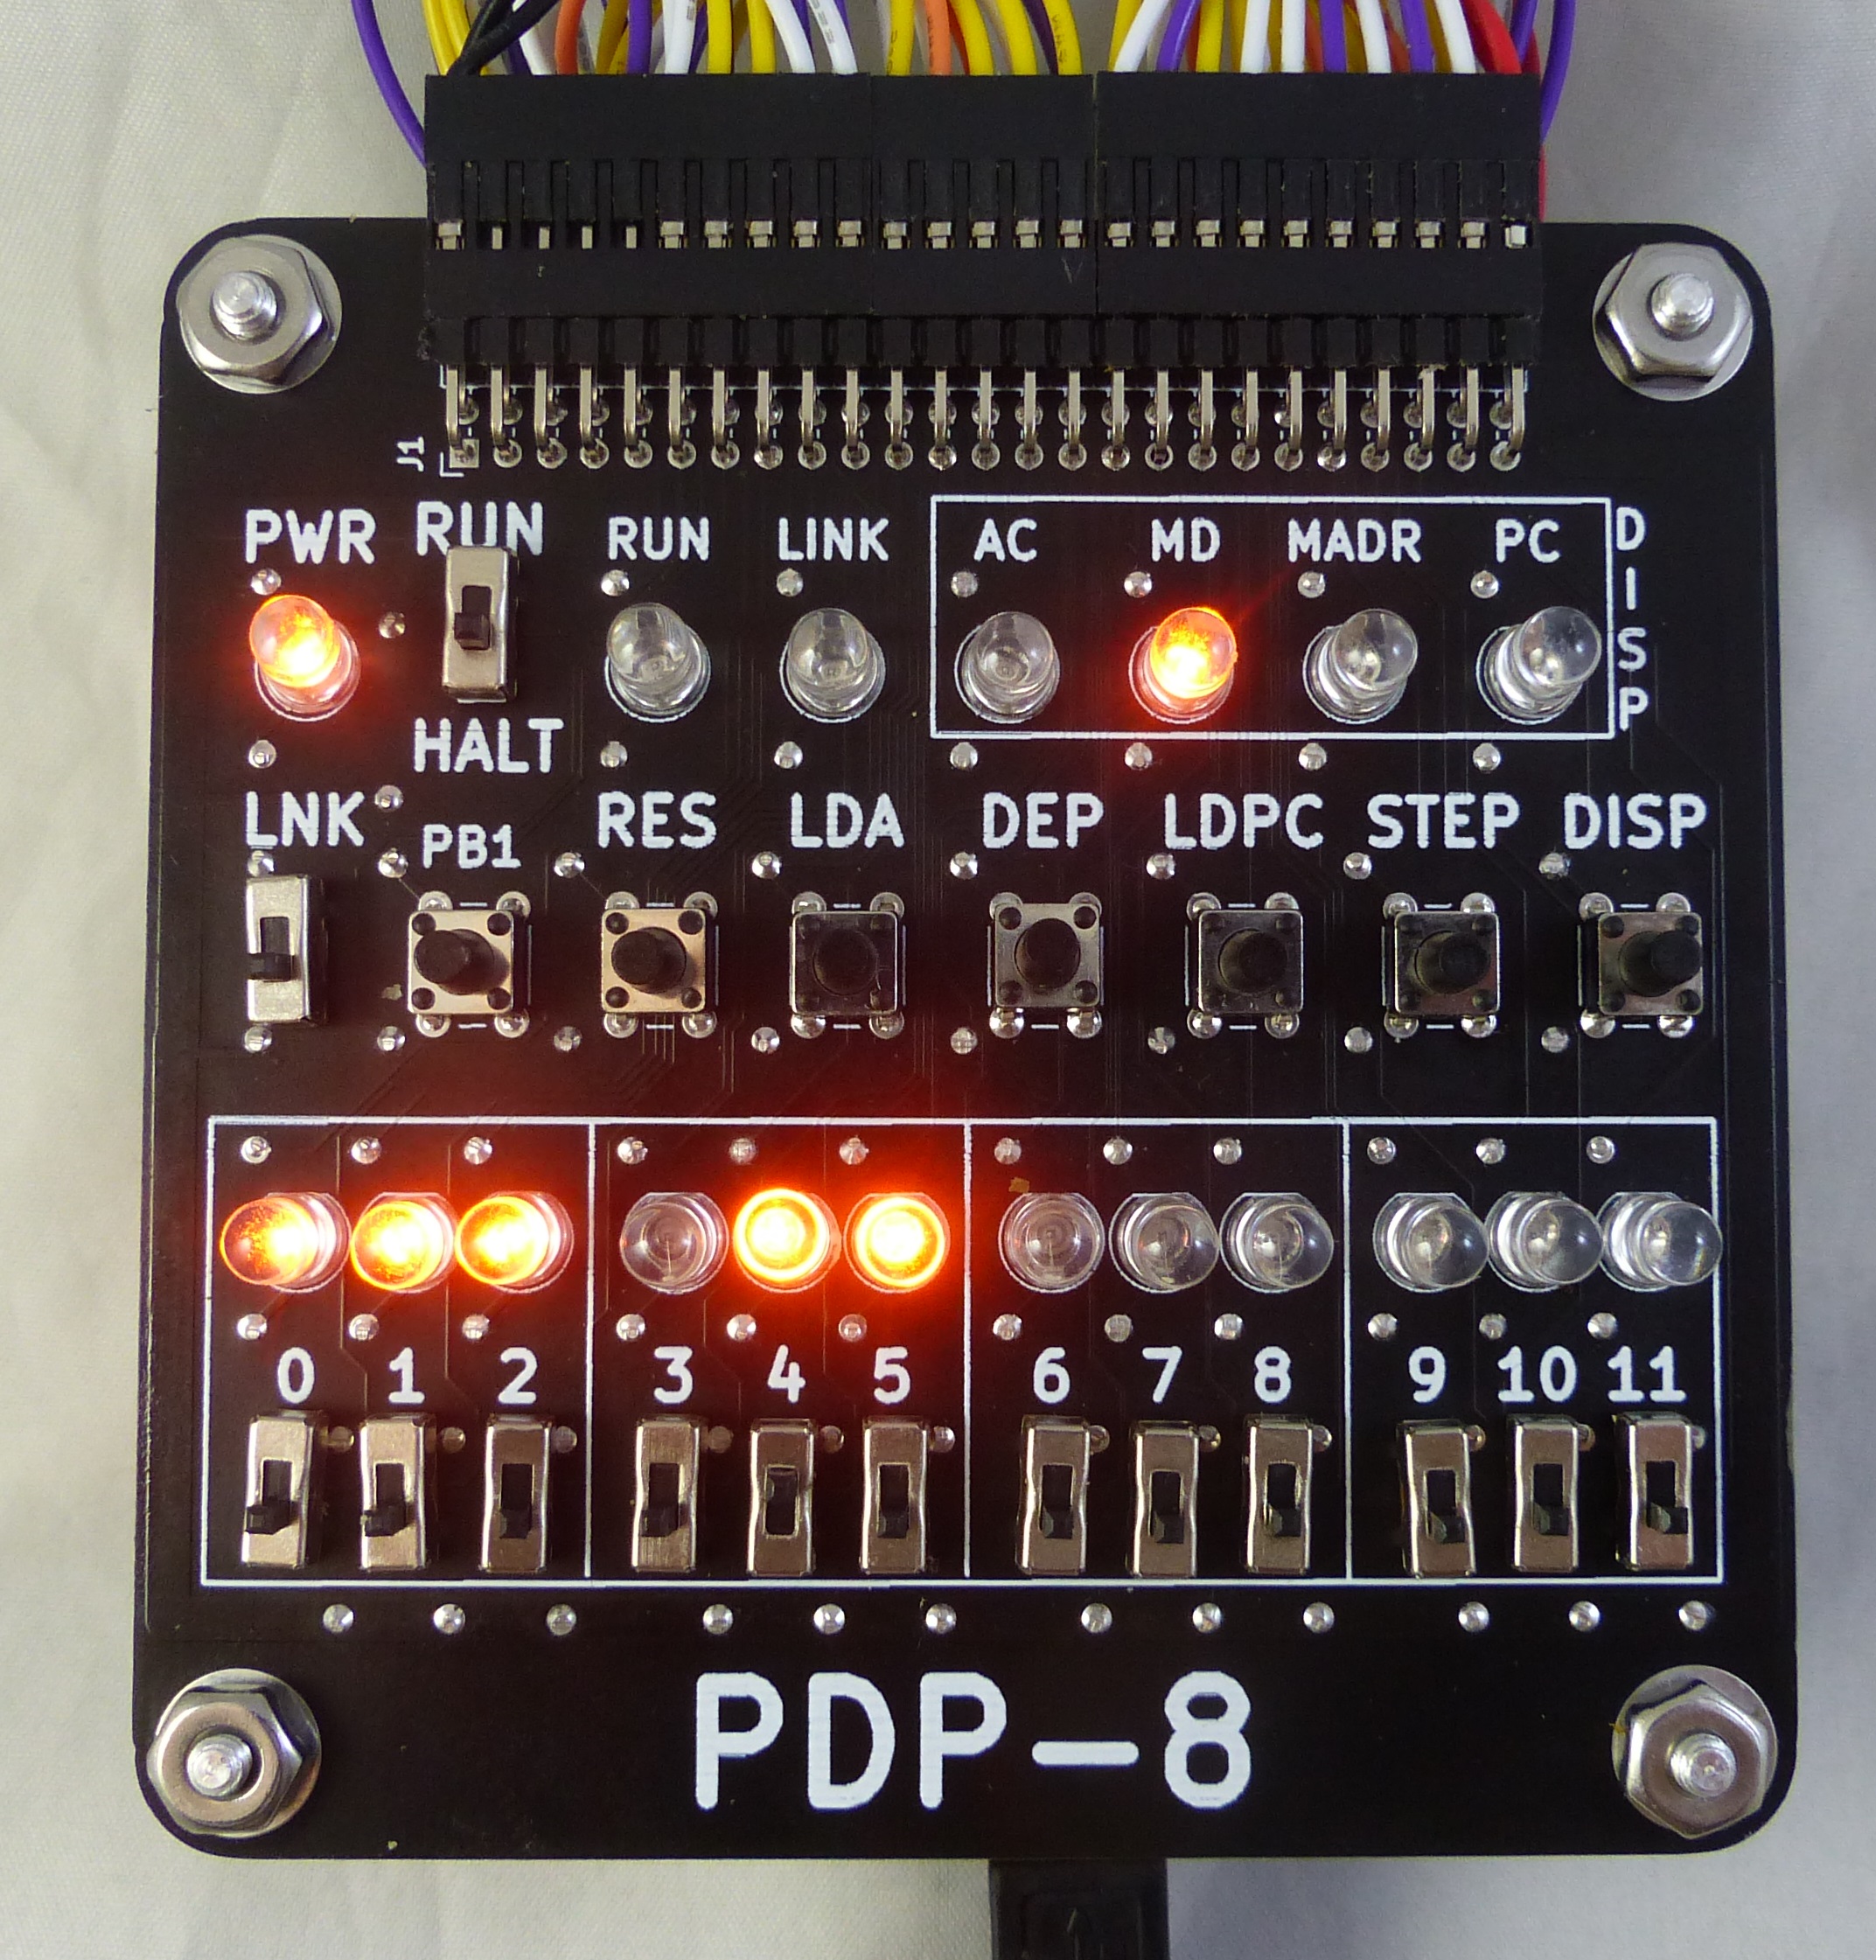 J1
PWR RUN RUN LINK AC MD MADR PC DISP
HALT
LNK PB1 RES LDA DEP LDPC STEP DISP
0 1 2 3 4 5 6 7 8 9 10 11
PDP-8